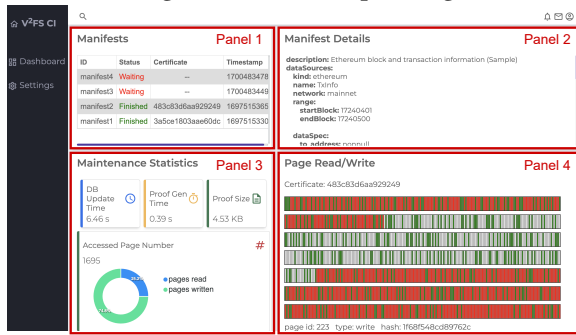 V²FS CI
Dashboard
Settings
Manifests
Panel 1
ID Status Certificate Timestamp
manifest4 Waiting -- 1700483478
manifest3 Waiting -- 1700483449
manifest2 Finished 483c83d6aa929249 1697515365
manifest1 Finished 3a5ce1803aae60dc 1697515330
Manifest Details
Panel 2
description: Ethereum block and transaction information (Sample)
dataSources:
kind: ethereum
name: TxInfo
network: mainnet
range:
startBlock: 17240401
endBlock: 17240500
dataSpec:
to_address: nonnull
Maintenance Statistics
Panel 3
DB Update Time
6.46 s
Proof Gen Time
0.39 s
Proof Size
4.53 KB
Accessed Page Number
#
1695
pages read
pages written
Page Read/Write
Panel 4
Certificate: 483c83d6aa929249
page id: 223 type: write hash: 1f68f548cd89762c